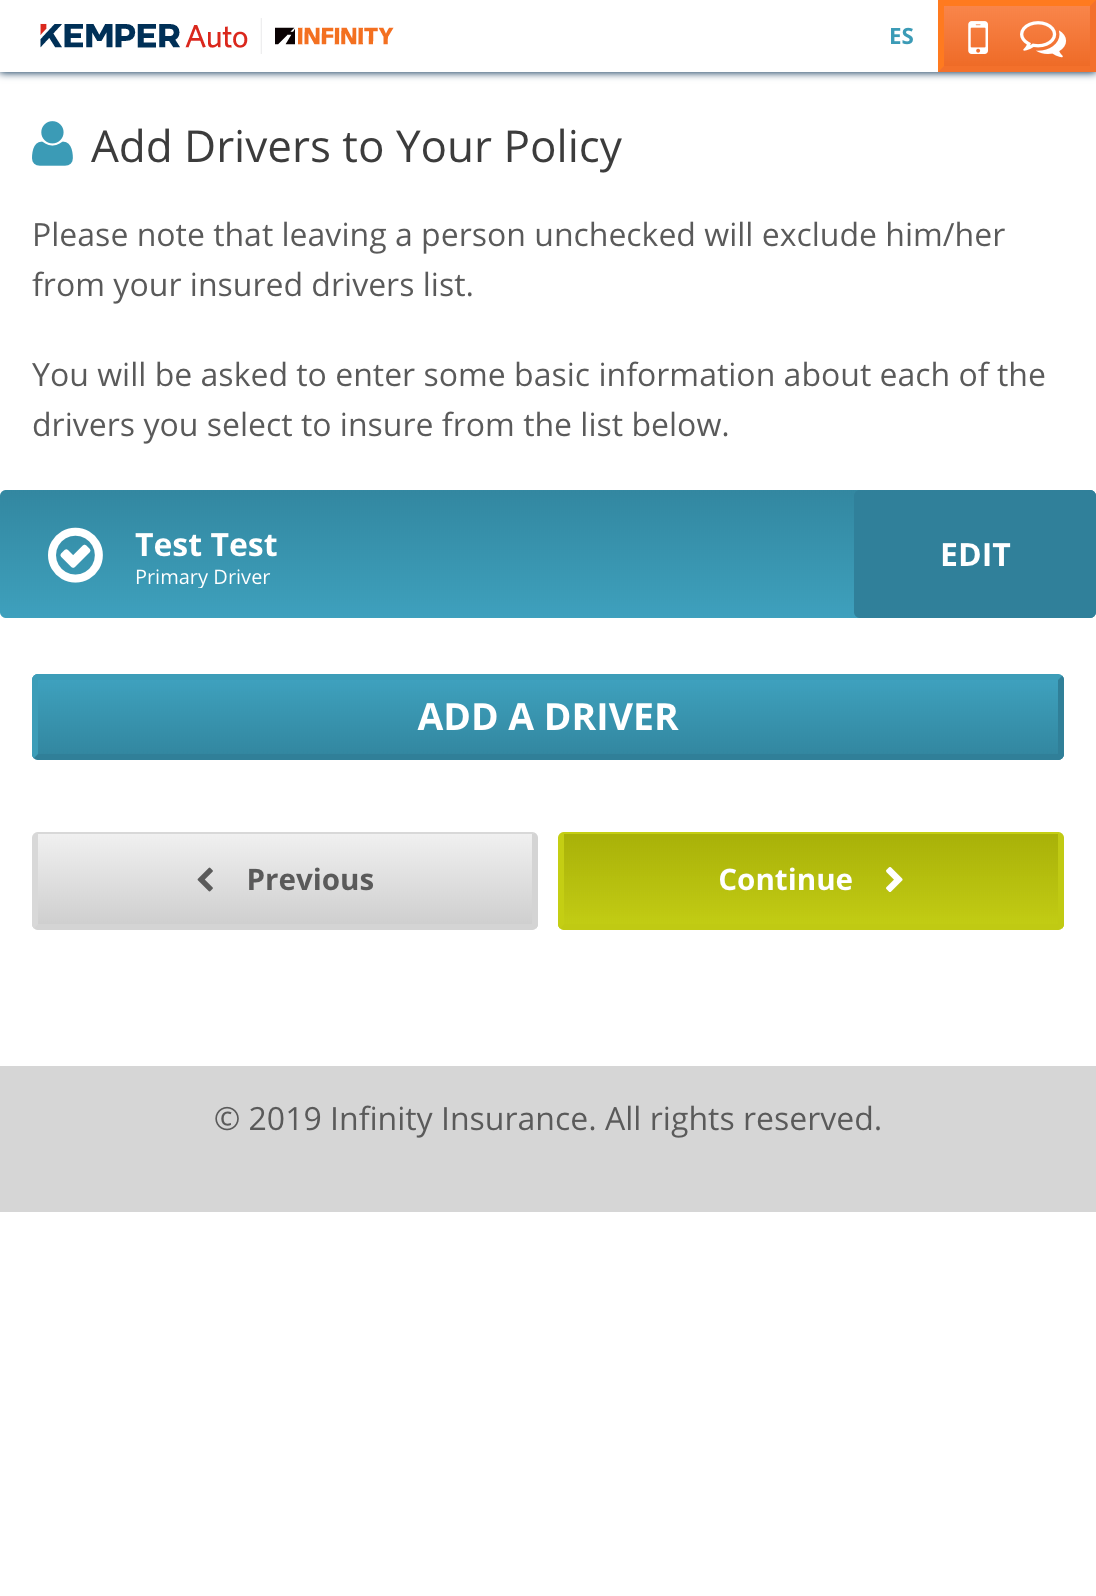 KEMPER Auto INFINITY ES
Add Drivers to Your Policy
Please note that leaving a person unchecked will exclude him/her
from your insured drivers list.
You will be asked to enter some basic information about each of the
drivers you select to insure from the list below.
Test Test
Primary Driver
EDIT
ADD A DRIVER
Previous
Continue
© 2019 Infinity Insurance. All rights reserved.